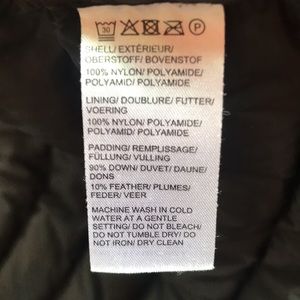 30 P
SHELL/ EXTÉRIEUR/
OBERSTOFF/ BOVENSTOF
100% NYLON/ POLYAMIDE/
POLYAMID/ POLYAMIDE
LINING/ DOUBLURE/ FUTTER/
VOERING
100% NYLON/ POLYAMIDE/
POLYAMID/ POLYAMIDE
PADDING/ REMPLISSAGE/
FÜLLUNG/ VULLING
90% DOWN/ DUVET/ DAUNE/
DONS
10% FEATHER/ PLUMES/
FEDER/ VEER
MACHINE WASH IN COLD
WATER AT A GENTLE
SETTING/ DO NOT BLEACH/
DO NOT TUMBLE DRY/ DO
NOT IRON/ DRY CLEAN